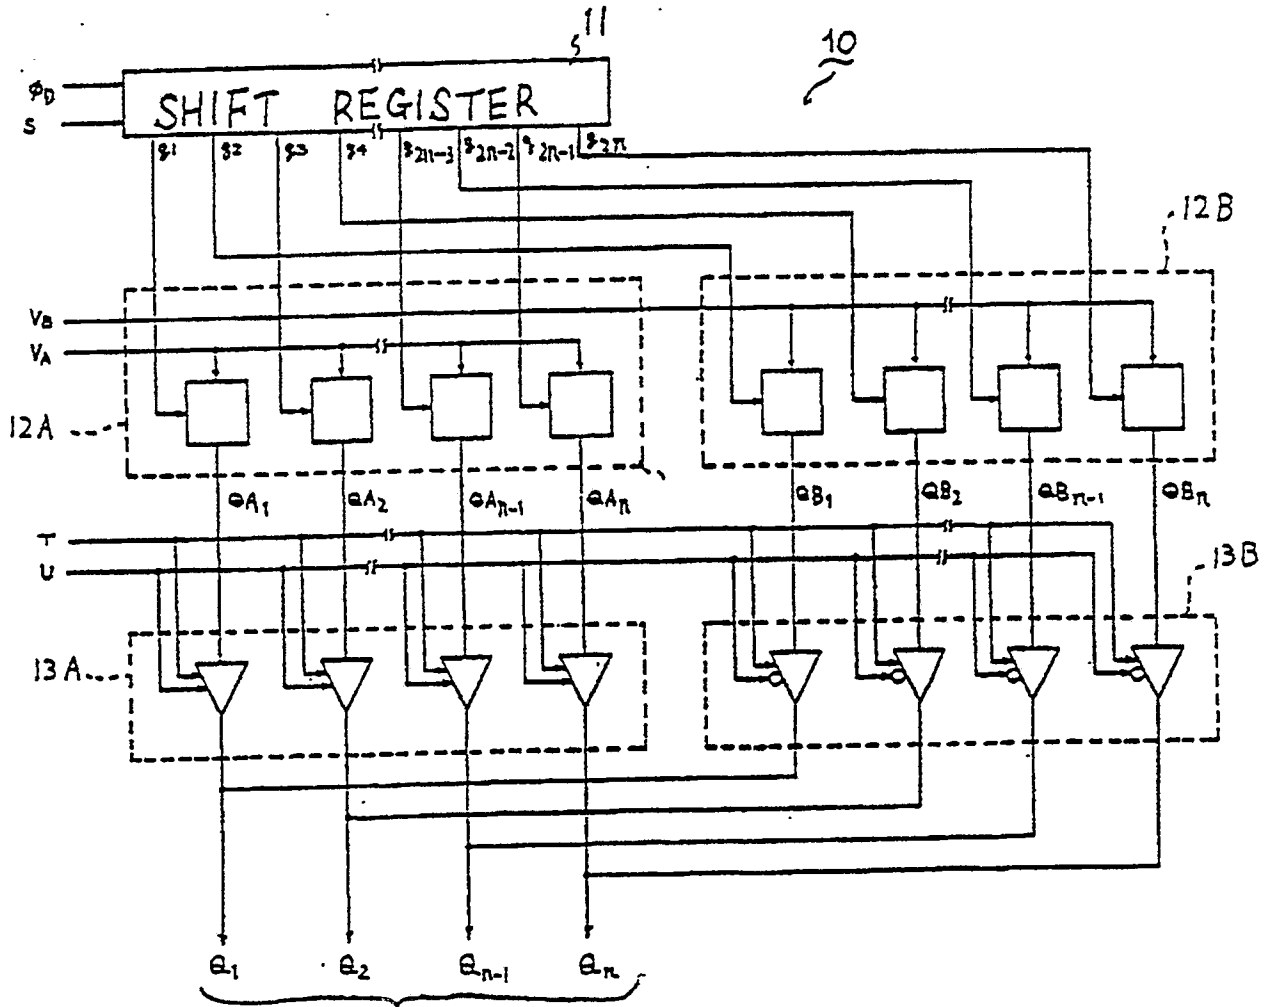 11
10
φD
S
SHIFT REGISTER
g1 g2 g3 g4 g2n-3 g2n-2 g2n-1 g2n
12B
VB
VA
12A
QA1 QA2 QAn-1 QAn QB1 QB2 QBn-1 QBn
T
U
13B
13A
Q1 Q2 Qn-1 Qn